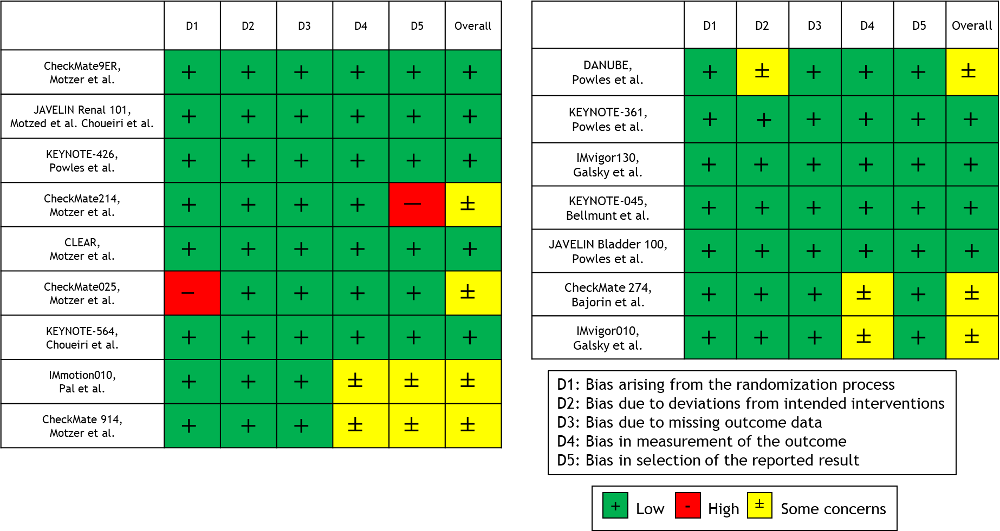 D1 D2 D3 D4 D5 Overall
CheckMate9ER,
Motzer et al.
+ + + + + +
JAVELIN Renal 101,
Motzed et al. Choueiri et al.
+ + + + + +
KEYNOTE-426,
Powles et al.
+ + + + + +
CheckMate214,
Motzer et al.
+ + + + — ±
CLEAR,
Motzer et al.
+ + + + + +
CheckMate025,
Motzer et al.
− + + + + ±
KEYNOTE-564,
Choueiri et al.
+ + + + + +
IMmotion010,
Pal et al.
+ + + ± ± ±
CheckMate 914,
Motzer et al.
+ + + ± ± ±
D1 D2 D3 D4 D5 Overall
DANUBE,
Powles et al.
+ ± + + + ±
KEYNOTE-361,
Powles et al.
+ + + + + +
IMvigor130,
Galsky et al.
+ + + + + +
KEYNOTE-045,
Bellmunt et al.
+ + + + + +
JAVELIN Bladder 100,
Powles et al.
+ + + + + +
CheckMate 274,
Bajorin et al.
+ + + ± + ±
IMvigor010,
Galsky et al.
+ + + ± + ±
D1: Bias arising from the randomization process
D2: Bias due to deviations from intended interventions
D3: Bias due to missing outcome data
D4: Bias in measurement of the outcome
D5: Bias in selection of the reported result
+ Low - High ± Some concerns